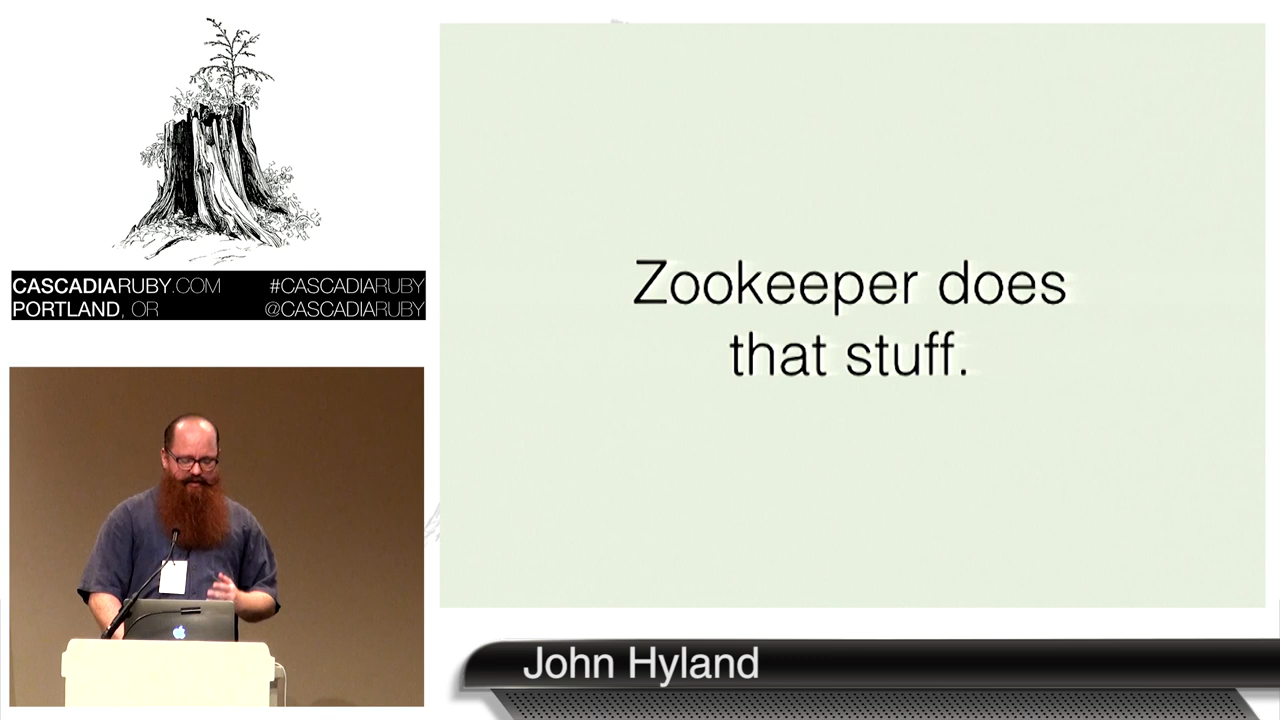 CASCADIARUBY.COM #CASCADIARUBY
PORTLAND, OR @CASCADIARUBY
Zookeeper does
that stuff.
John Hyland